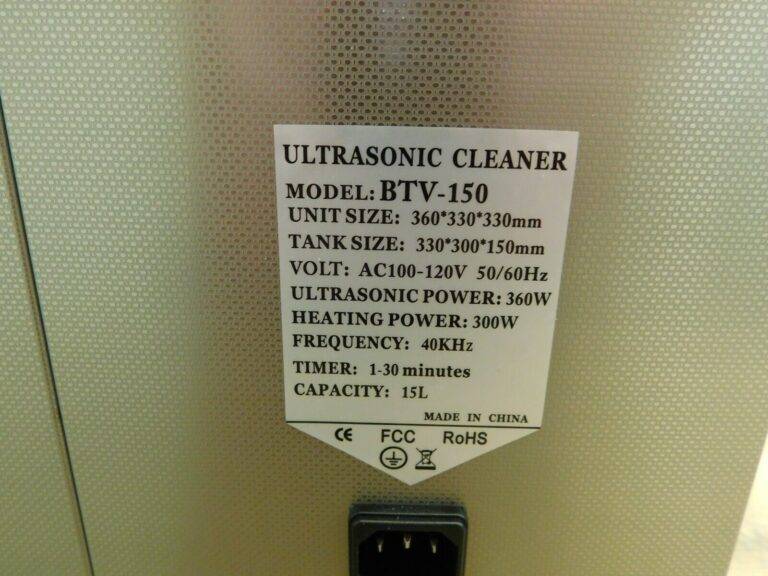 ULTRASONIC CLEANER
MODEL: BTV-150
UNIT SIZE: 360*330*330mm
TANK SIZE: 330*300*150mm
VOLT: AC100-120V 50/60Hz
ULTRASONIC POWER: 360W
HEATING POWER: 300W
FREQUENCY: 40KHz
TIMER: 1-30 minutes
CAPACITY: 15L
MADE IN CHINA
CE FCC RoHS